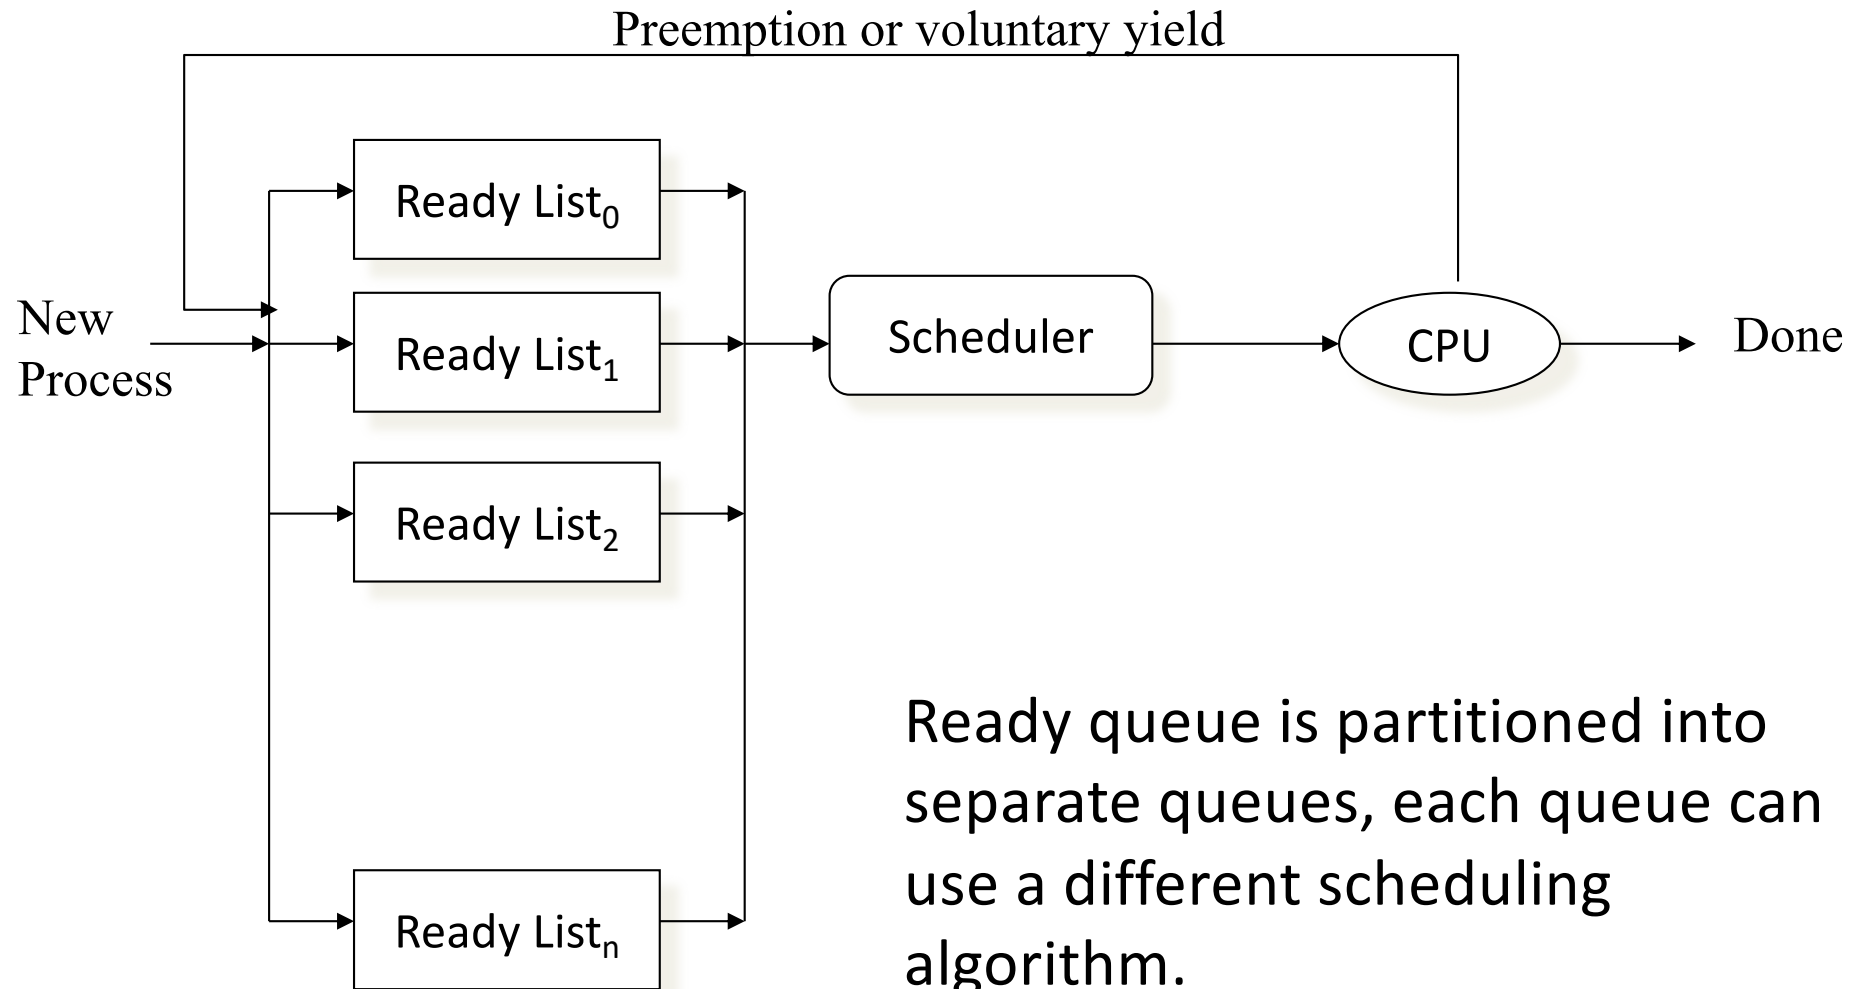 Preemption or voluntary yield
Ready List₀
New
Process
Ready List₁
Scheduler
CPU
Done
Ready List₂
Ready queue is partitioned into
separate queues, each queue can
use a different scheduling
algorithm.
Ready Listₙ